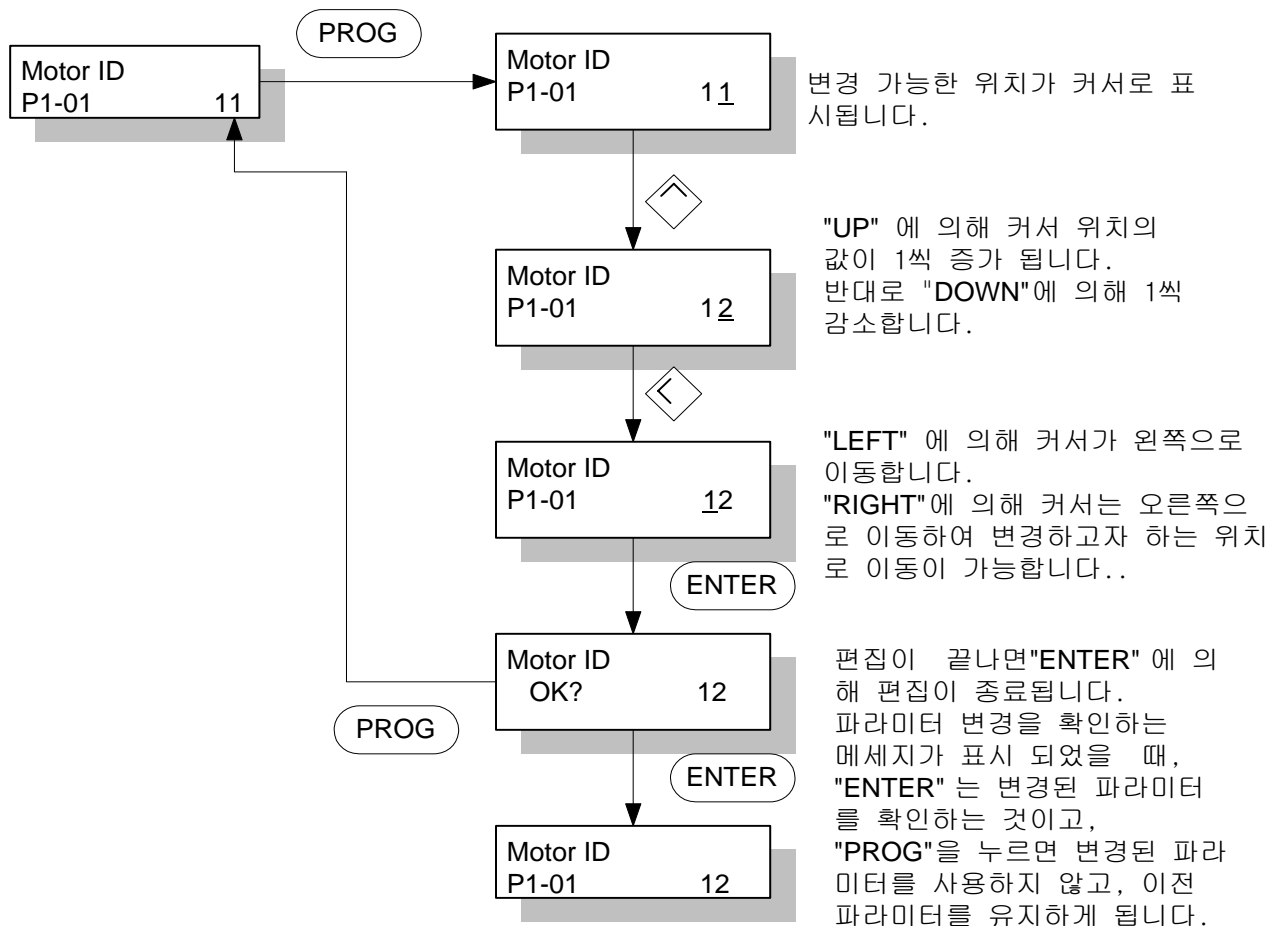 PROG
Motor ID
P1-01 11
Motor ID
P1-01 11
변경 가능한 위치가 커서로 표
시됩니다.
"UP" 에 의해 커서 위치의
값이 1씩 증가 됩니다.
반대로 "DOWN"에 의해 1씩
감소합니다.
Motor ID
P1-01 12
"LEFT" 에 의해 커서가 왼쪽으로
이동합니다.
"RIGHT"에 의해 커서는 오른쪽으
로 이동하여 변경하고자 하는 위치
로 이동이 가능합니다..
Motor ID
P1-01 12
ENTER
Motor ID
OK? 12
PROG
편집이 끝나면"ENTER" 에 의
해 편집이 종료됩니다.
파라미터 변경을 확인하는
메세지가 표시 되었을 때,
"ENTER" 는 변경된 파라미터
를 확인하는 것이고,
"PROG"을 누르면 변경된 파라
미터를 사용하지 않고, 이전
파라미터를 유지하게 됩니다.
ENTER
Motor ID
P1-01 12